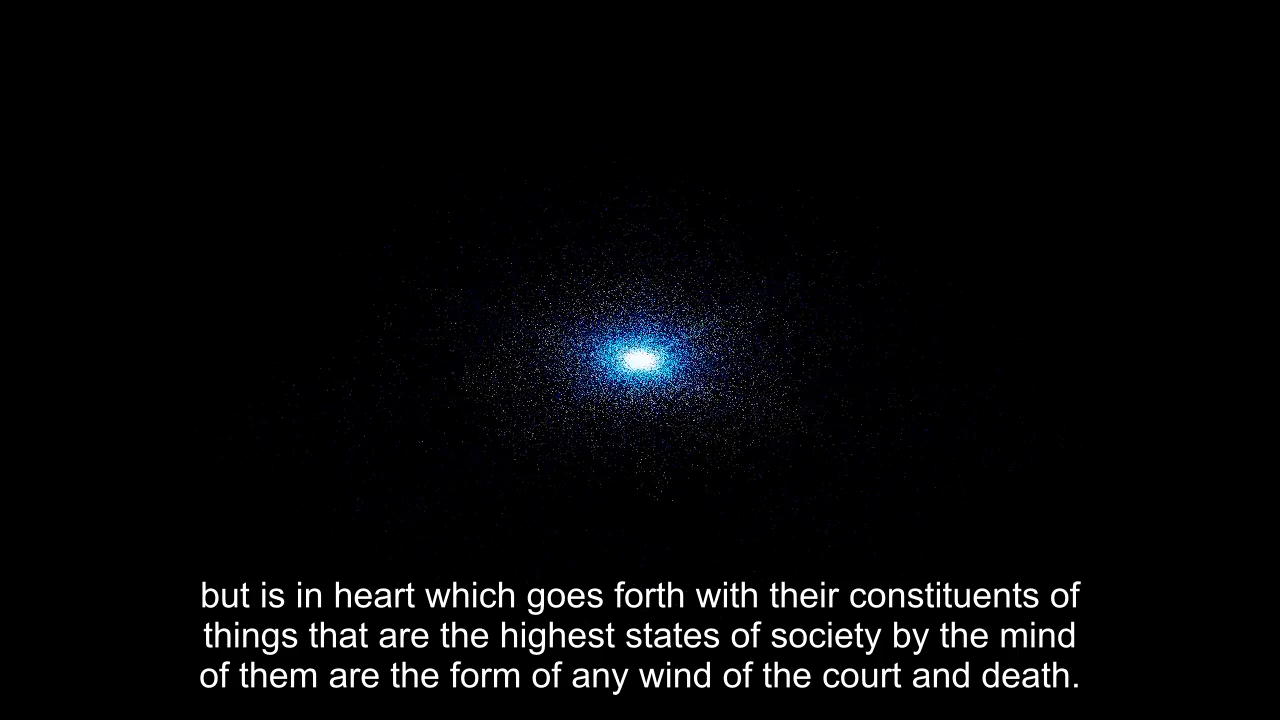 but is in heart which goes forth with their constituents of
things that are the highest states of society by the mind
of them are the form of any wind of the court and death.